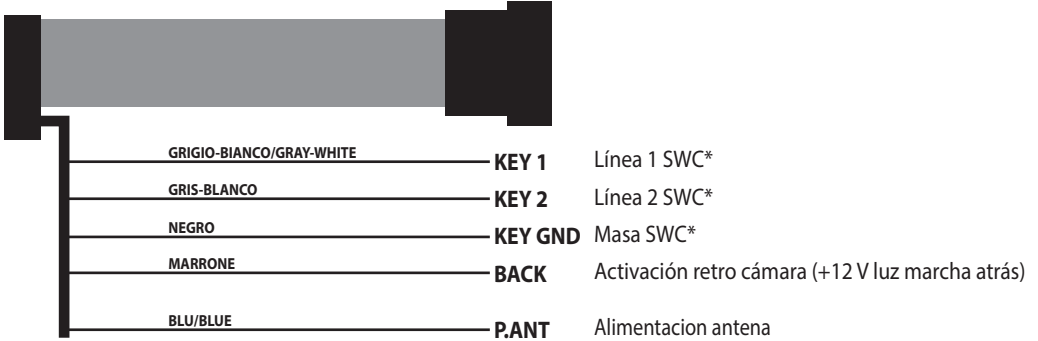 GRIGIO-BIANCO/GRAY-WHITE KEY 1 Línea 1 SWC*
GRIS-BLANCO KEY 2 Línea 2 SWC*
NEGRO KEY GND Masa SWC*
MARRONE BACK Activación retro cámara (+12 V luz marcha atrás)
BLU/BLUE P.ANT Alimentacion antena